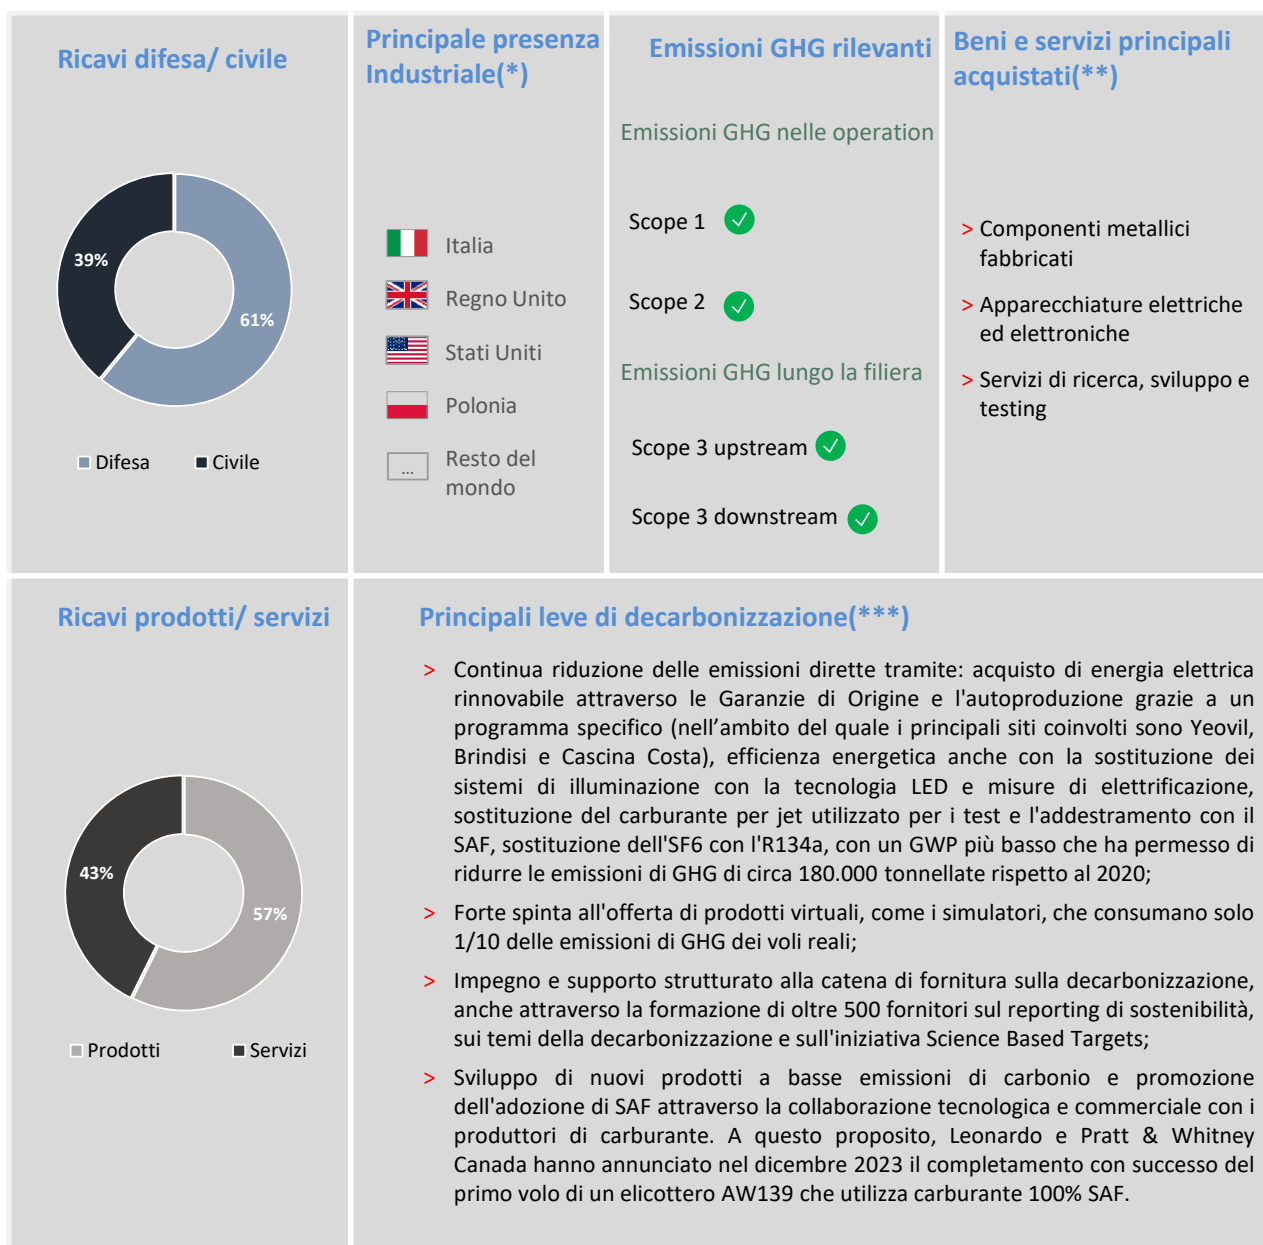 Ricavi difesa/ civile
39%
61%
Difesa
Civile
Principale presenza
Industriale(*)
Italia
Regno Unito
Stati Uniti
Polonia
...
Resto del
mondo
Emissioni GHG rilevanti
Emissioni GHG nelle operation
Scope 1
Scope 2
Emissioni GHG lungo la filiera
Scope 3 upstream
Scope 3 downstream
Beni e servizi principali
acquistati(**)
> Componenti metallici
fabbricati
> Apparecchiature elettriche
ed elettroniche
> Servizi di ricerca, sviluppo e
testing
Ricavi prodotti/ servizi
43%
57%
Prodotti
Servizi
Principali leve di decarbonizzazione(***)
> Continua riduzione delle emissioni dirette tramite: acquisto di energia elettrica
rinnovabile attraverso le Garanzie di Origine e l'autoproduzione grazie a un
programma specifico (nell’ambito del quale i principali siti coinvolti sono Yeovil,
Brindisi e Cascina Costa), efficienza energetica anche con la sostituzione dei
sistemi di illuminazione con la tecnologia LED e misure di elettrificazione,
sostituzione del carburante per jet utilizzato per i test e l'addestramento con il
SAF, sostituzione dell'SF6 con l'R134a, con un GWP più basso che ha permesso di
ridurre le emissioni di GHG di circa 180.000 tonnellate rispetto al 2020;
> Forte spinta all'offerta di prodotti virtuali, come i simulatori, che consumano solo
1/10 delle emissioni di GHG dei voli reali;
> Impegno e supporto strutturato alla catena di fornitura sulla decarbonizzazione,
anche attraverso la formazione di oltre 500 fornitori sul reporting di sostenibilità,
sui temi della decarbonizzazione e sull'iniziativa Science Based Targets;
> Sviluppo di nuovi prodotti a basse emissioni di carbonio e promozione
dell'adozione di SAF attraverso la collaborazione tecnologica e commerciale con i
produttori di carburante. A questo proposito, Leonardo e Pratt & Whitney
Canada hanno annunciato nel dicembre 2023 il completamento con successo del
primo volo di un elicottero AW139 che utilizza carburante 100% SAF.